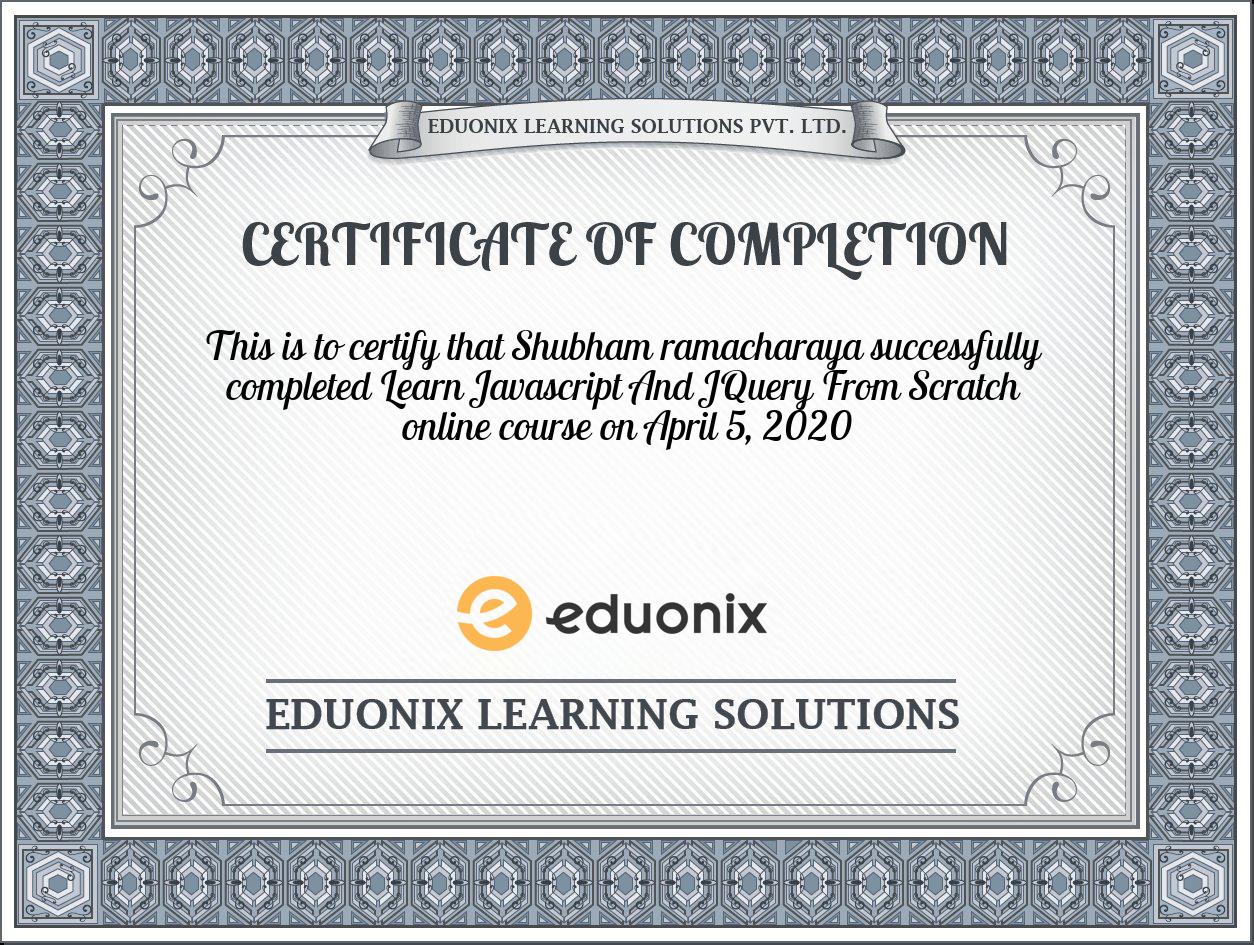 EDUONIX LEARNING SOLUTIONS PVT. LTD.
CERTIFICATE OF COMPLETION
This is to certify that Shubham ramacharaya successfully
completed Learn Javascript And JQuery From Scratch
online course on April 5, 2020
e eduonix
EDUONIX LEARNING SOLUTIONS